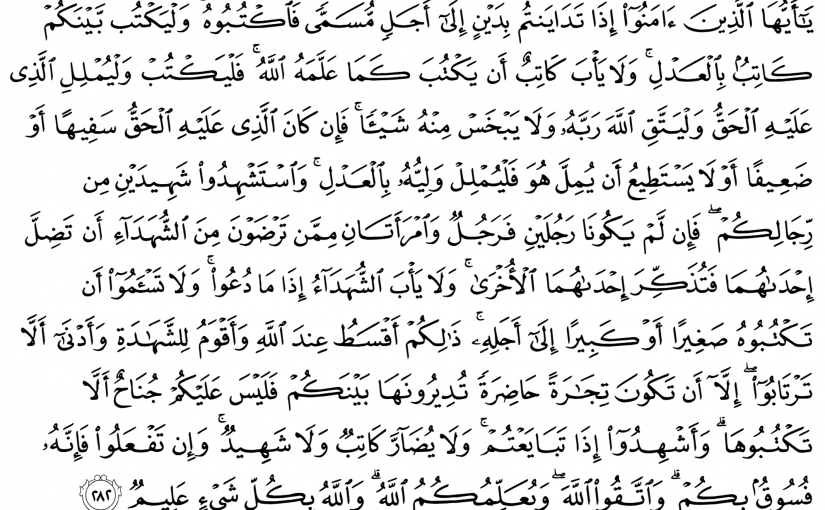 يَٰٓأَيُّهَا ٱلَّذِينَ ءَامَنُوٓا۟ إِذَا تَدَايَنتُم بِدَيْنٍ إِلَىٰٓ أَجَلٍ مُّسَمًّى فَٱكْتُبُوهُ ۚ وَلْيَكْتُب بَّيْنَكُمْ
كَاتِبٌۢ بِٱلْعَدْلِ ۚ وَلَا يَأْبَ كَاتِبٌ أَن يَكْتُبَ كَمَا عَلَّمَهُ ٱللَّهُ ۚ فَلْيَكْتُبْ وَلْيُمْلِلِ ٱلَّذِى
عَلَيْهِ ٱلْحَقُّ وَلْيَتَّقِ ٱللَّهَ رَبَّهُۥ وَلَا يَبْخَسْ مِنْهُ شَيْـًٔا ۚ فَإِن كَانَ ٱلَّذِى عَلَيْهِ ٱلْحَقُّ سَفِيهًا أَوْ
ضَعِيفًا أَوْ لَا يَسْتَطِيعُ أَن يُمِلَّ هُوَ فَلْيُمْلِلْ وَلِيُّهُۥ بِٱلْعَدْلِ ۚ وَٱسْتَشْهِدُوا۟ شَهِيدَيْنِ مِن
رِّجَالِكُمْ ۖ فَإِن لَّمْ يَكُونَا رَجُلَيْنِ فَرَجُلٌ وَٱمْرَأَتَانِ مِمَّن تَرْضَوْنَ مِنَ ٱلشُّهَدَآءِ أَن تَضِلَّ
إِحْدَىٰهُمَا فَتُذَكِّرَ إِحْدَىٰهُمَا ٱلْأُخْرَىٰ ۚ وَلَا يَأْبَ ٱلشُّهَدَآءُ إِذَا مَا دُعُوا۟ ۚ وَلَا تَسْـَٔمُوٓا۟ أَن
تَكْتُبُوهُ صَغِيرًا أَوْ كَبِيرًا إِلَىٰٓ أَجَلِهِۦ ۚ ذَٰلِكُمْ أَقْسَطُ عِندَ ٱللَّهِ وَأَقْوَمُ لِلشَّهَٰدَةِ وَأَدْنَىٰٓ أَلَّا
تَرْتَابُوٓا۟ ۖ إِلَّآ أَن تَكُونَ تِجَٰرَةً حَاضِرَةً تُدِيرُونَهَا بَيْنَكُمْ فَلَيْسَ عَلَيْكُمْ جُنَاحٌ أَلَّا
تَكْتُبُوهَا ۗ وَأَشْهِدُوٓا۟ إِذَا تَبَايَعْتُمْ ۚ وَلَا يُضَآرَّ كَاتِبٌ وَلَا شَهِيدٌ ۚ وَإِن تَفْعَلُوا۟ فَإِنَّهُۥ
فُسُوقٌۢ بِكُمْ ۗ وَٱتَّقُوا۟ ٱللَّهَ ۖ وَيُعَلِّمُكُمُ ٱللَّهُ ۗ وَٱللَّهُ بِكُلِّ شَىْءٍ عَلِيمٌ ٢٨٢